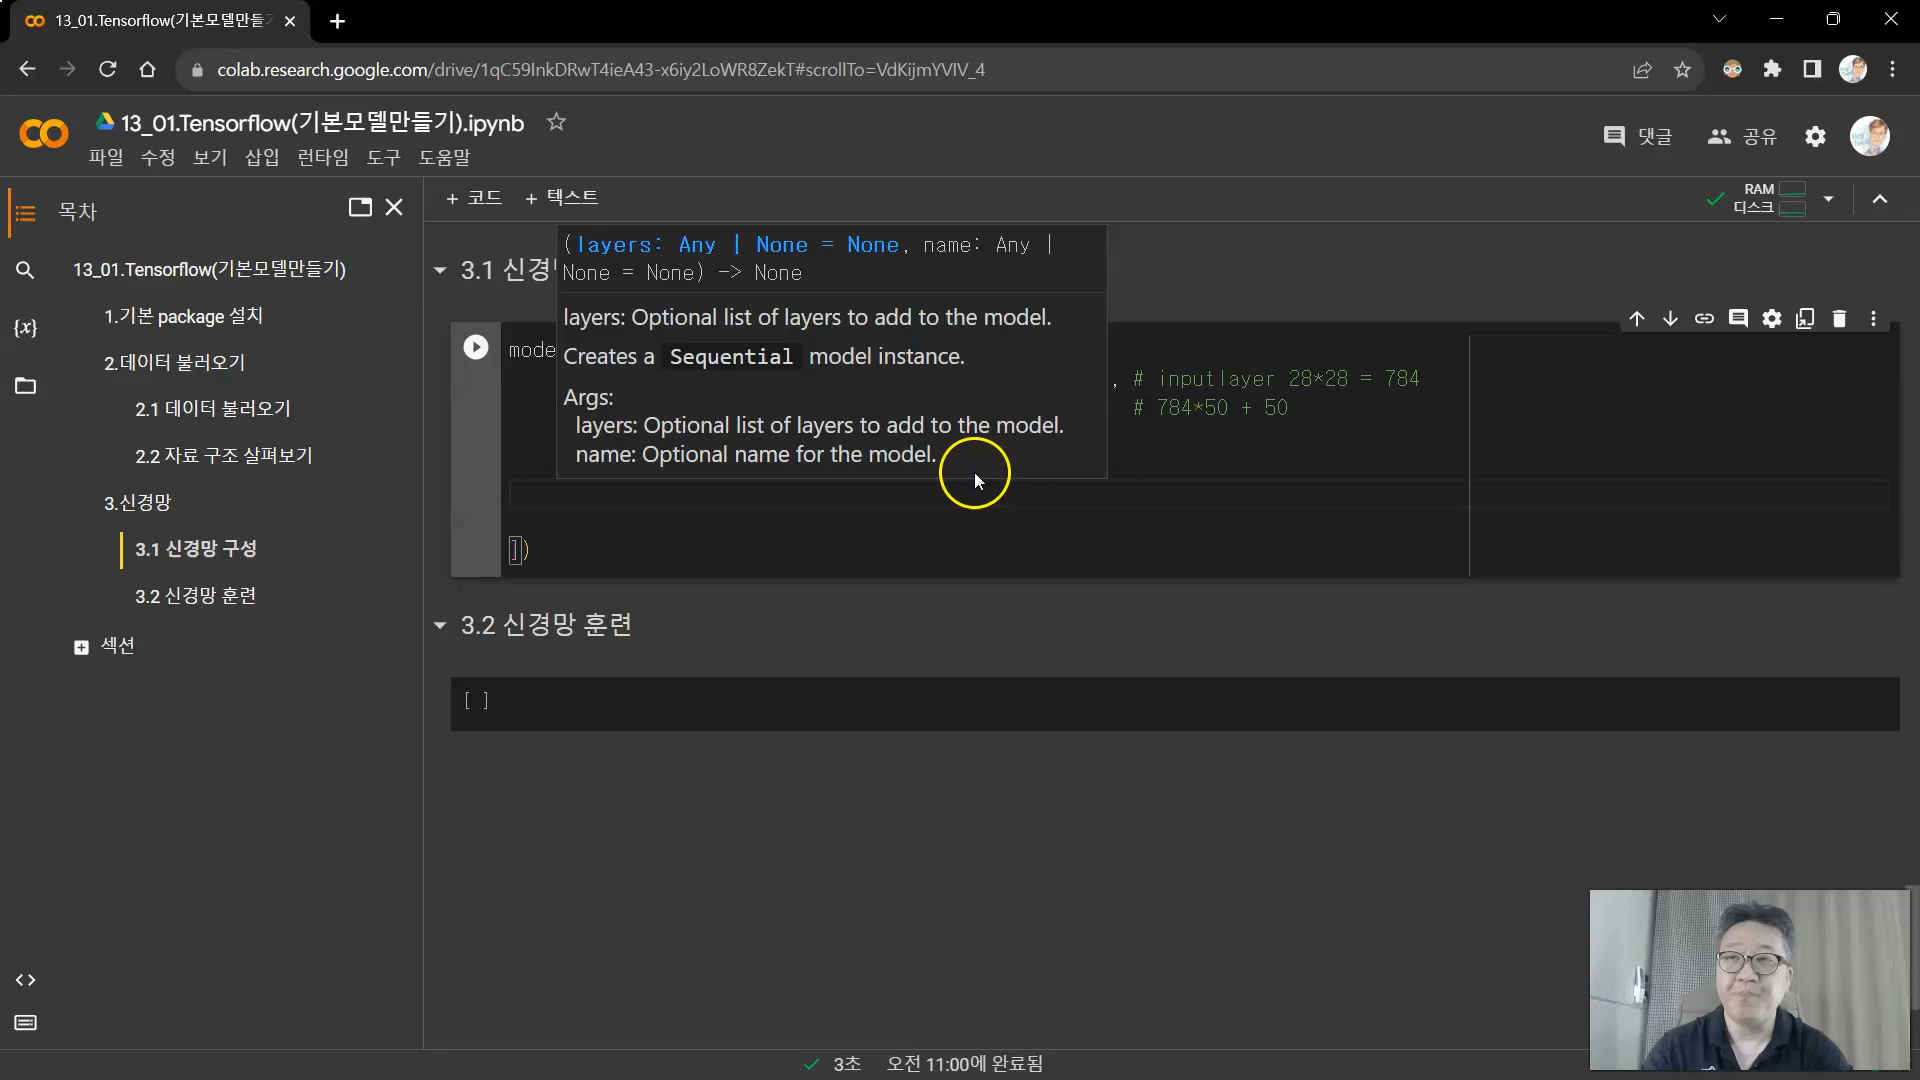 13_01.Tensorflow(기본모델만들기
colab.research.google.com/drive/1qC59InkDRwT4ieA43-x6iy2LoWR8ZekT#scrollTo=VdKijmYVIV_4
13_01.Tensorflow(기본모델만들기).ipynb
파일 수정 보기 삽입 런타임 도구 도움말
댓글 공유
목차
+ 코드 + 텍스트
RAM
디스크
13_01.Tensorflow(기본모델만들기)
1.기본 package 설치
2.데이터 불러오기
2.1 데이터 불러오기
2.2 자료 구조 살펴보기
3.신경망
3.1 신경망 구성
3.2 신경망 훈련
섹션
3.1 신경
(layers: Any | None = None, name: Any |
None = None) -> None
layers: Optional list of layers to add to the model.
Creates a Sequential model instance.
Args:
layers: Optional list of layers to add to the model.
name: Optional name for the model.
mode
, # inputlayer 28*28 = 784
# 784*50 + 50
])
3.2 신경망 훈련
[ ]
3초 오전 11:00에 완료됨